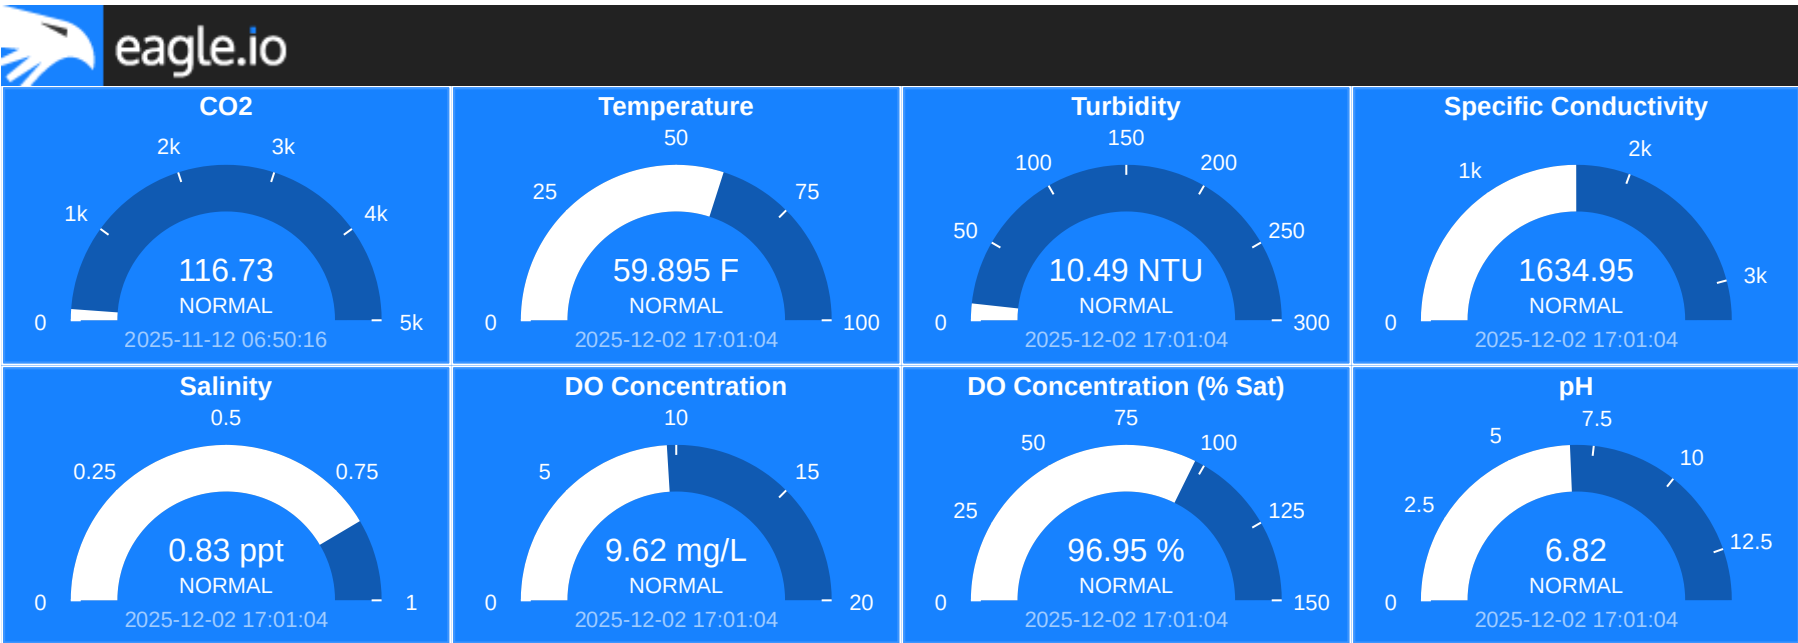 eagle.io
CO2
0
1k
2k
3k
4k
5k
116.73
NORMAL
2025-11-12 06:50:16
Temperature
0
25
50
75
100
59.895 F
NORMAL
2025-12-02 17:01:04
Turbidity
0
50
100
150
200
250
300
10.49 NTU
NORMAL
2025-12-02 17:01:04
Specific Conductivity
0
1k
2k
3k
1634.95
NORMAL
2025-12-02 17:01:04
Salinity
0
0.25
0.5
0.75
1
0.83 ppt
NORMAL
2025-12-02 17:01:04
DO Concentration
0
5
10
15
20
9.62 mg/L
NORMAL
2025-12-02 17:01:04
DO Concentration (% Sat)
0
25
50
75
100
125
150
96.95 %
NORMAL
2025-12-02 17:01:04
pH
0
2.5
5
7.5
10
12.5
6.82
NORMAL
2025-12-02 17:01:04